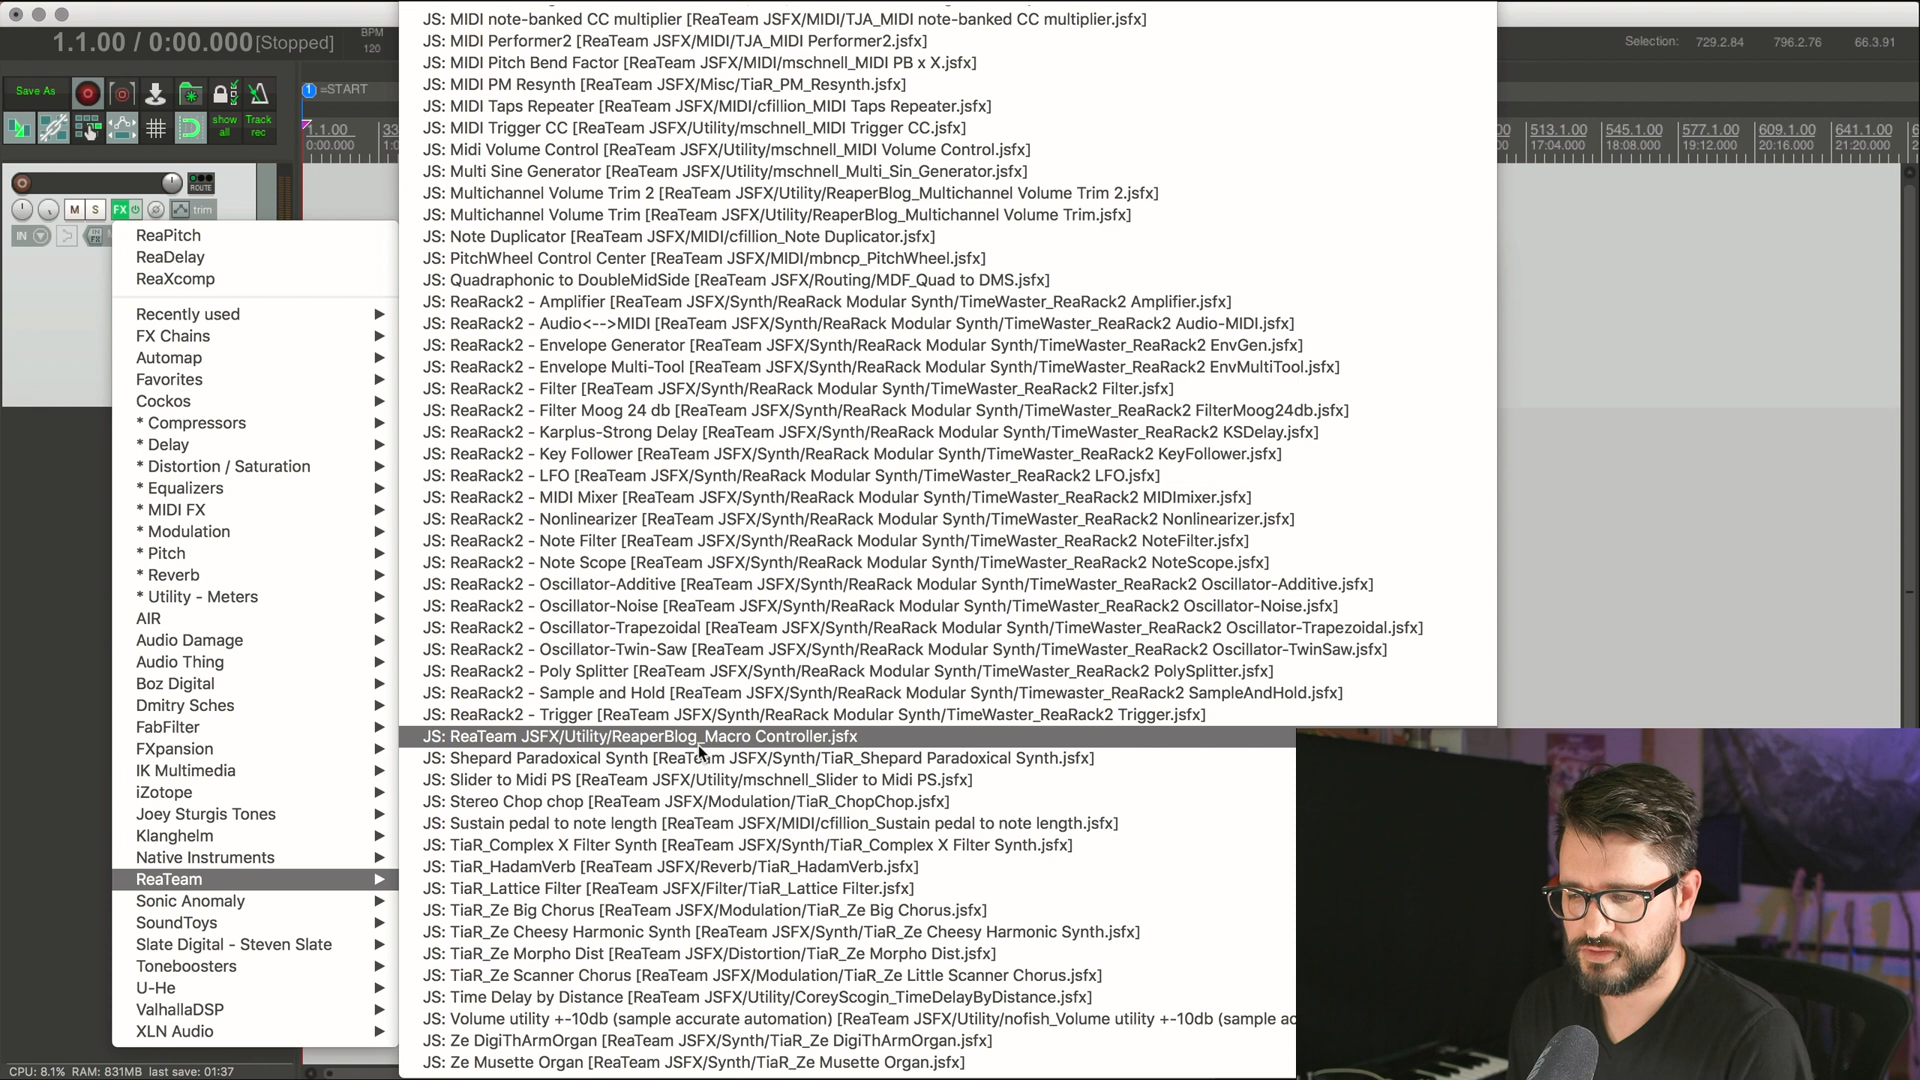 1.1.00 / 0:00.000 [Stopped]
BPM
120
Selection: 729.2.84 796.2.76 66.3.91
Save As
show all
Track rec
1 =START
1.1.00
0:00.000
33
1:0
00
00
513.1.00
17:04.000
545.1.00
18:08.000
577.1.00
19:12.000
609.1.00
20:16.000
641.1.00
21:20.000
ROUTE
M S FX trim
IN
FX
ReaPitch
ReaDelay
ReaXcomp
Recently used
FX Chains
Automap
Favorites
Cockos
* Compressors
* Delay
* Distortion / Saturation
* Equalizers
* MIDI FX
* Modulation
* Pitch
* Reverb
* Utility - Meters
AIR
Audio Damage
Audio Thing
Boz Digital
Dmitry Sches
FabFilter
FXpansion
IK Multimedia
iZotope
Joey Sturgis Tones
Klanghelm
Native Instruments
ReaTeam
Sonic Anomaly
SoundToys
Slate Digital - Steven Slate
Toneboosters
U-He
ValhallaDSP
XLN Audio
JS: MIDI note-banked CC multiplier [ReaTeam JSFX/MIDI/TJA_MIDI note-banked CC multiplier.jsfx]
JS: MIDI Performer2 [ReaTeam JSFX/MIDI/TJA_MIDI Performer2.jsfx]
JS: MIDI Pitch Bend Factor [ReaTeam JSFX/MIDI/mschnell_MIDI PB x X.jsfx]
JS: MIDI PM Resynth [ReaTeam JSFX/Misc/TiaR_PM_Resynth.jsfx]
JS: MIDI Taps Repeater [ReaTeam JSFX/MIDI/cfillion_MIDI Taps Repeater.jsfx]
JS: MIDI Trigger CC [ReaTeam JSFX/Utility/mschnell_MIDI Trigger CC.jsfx]
JS: Midi Volume Control [ReaTeam JSFX/Utility/mschnell_MIDI Volume Control.jsfx]
JS: Multi Sine Generator [ReaTeam JSFX/Utility/mschnell_Multi_Sin_Generator.jsfx]
JS: Multichannel Volume Trim 2 [ReaTeam JSFX/Utility/ReaperBlog_Multichannel Volume Trim 2.jsfx]
JS: Multichannel Volume Trim [ReaTeam JSFX/Utility/ReaperBlog_Multichannel Volume Trim.jsfx]
JS: Note Duplicator [ReaTeam JSFX/MIDI/cfillion_Note Duplicator.jsfx]
JS: PitchWheel Control Center [ReaTeam JSFX/MIDI/mbncp_PitchWheel.jsfx]
JS: Quadraphonic to DoubleMidSide [ReaTeam JSFX/Routing/MDF_Quad to DMS.jsfx]
JS: ReaRack2 - Amplifier [ReaTeam JSFX/Synth/ReaRack Modular Synth/TimeWaster_ReaRack2 Amplifier.jsfx]
JS: ReaRack2 - Audio<-->MIDI [ReaTeam JSFX/Synth/ReaRack Modular Synth/TimeWaster_ReaRack2 Audio-MIDI.jsfx]
JS: ReaRack2 - Envelope Generator [ReaTeam JSFX/Synth/ReaRack Modular Synth/TimeWaster_ReaRack2 EnvGen.jsfx]
JS: ReaRack2 - Envelope Multi-Tool [ReaTeam JSFX/Synth/ReaRack Modular Synth/TimeWaster_ReaRack2 EnvMultiTool.jsfx]
JS: ReaRack2 - Filter [ReaTeam JSFX/Synth/ReaRack Modular Synth/TimeWaster_ReaRack2 Filter.jsfx]
JS: ReaRack2 - Filter Moog 24 db [ReaTeam JSFX/Synth/ReaRack Modular Synth/TimeWaster_ReaRack2 FilterMoog24db.jsfx]
JS: ReaRack2 - Karplus-Strong Delay [ReaTeam JSFX/Synth/ReaRack Modular Synth/TimeWaster_ReaRack2 KSDelay.jsfx]
JS: ReaRack2 - Key Follower [ReaTeam JSFX/Synth/ReaRack Modular Synth/TimeWaster_ReaRack2 KeyFollower.jsfx]
JS: ReaRack2 - LFO [ReaTeam JSFX/Synth/ReaRack Modular Synth/TimeWaster_ReaRack2 LFO.jsfx]
JS: ReaRack2 - MIDI Mixer [ReaTeam JSFX/Synth/ReaRack Modular Synth/TimeWaster_ReaRack2 MIDImixer.jsfx]
JS: ReaRack2 - Nonlinearizer [ReaTeam JSFX/Synth/ReaRack Modular Synth/TimeWaster_ReaRack2 Nonlinearizer.jsfx]
JS: ReaRack2 - Note Filter [ReaTeam JSFX/Synth/ReaRack Modular Synth/TimeWaster_ReaRack2 NoteFilter.jsfx]
JS: ReaRack2 - Note Scope [ReaTeam JSFX/Synth/ReaRack Modular Synth/TimeWaster_ReaRack2 NoteScope.jsfx]
JS: ReaRack2 - Oscillator-Additive [ReaTeam JSFX/Synth/ReaRack Modular Synth/TimeWaster_ReaRack2 Oscillator-Additive.jsfx]
JS: ReaRack2 - Oscillator-Noise [ReaTeam JSFX/Synth/ReaRack Modular Synth/TimeWaster_ReaRack2 Oscillator-Noise.jsfx]
JS: ReaRack2 - Oscillator-Trapezoidal [ReaTeam JSFX/Synth/ReaRack Modular Synth/TimeWaster_ReaRack2 Oscillator-Trapezoidal.jsfx]
JS: ReaRack2 - Oscillator-Twin-Saw [ReaTeam JSFX/Synth/ReaRack Modular Synth/TimeWaster_ReaRack2 Oscillator-TwinSaw.jsfx]
JS: ReaRack2 - Poly Splitter [ReaTeam JSFX/Synth/ReaRack Modular Synth/TimeWaster_ReaRack2 PolySplitter.jsfx]
JS: ReaRack2 - Sample and Hold [ReaTeam JSFX/Synth/ReaRack Modular Synth/Timewaster_ReaRack2 SampleAndHold.jsfx]
JS: ReaRack2 - Trigger [ReaTeam JSFX/Synth/ReaRack Modular Synth/TimeWaster_ReaRack2 Trigger.jsfx]
JS: ReaTeam JSFX/Utility/ReaperBlog_Macro Controller.jsfx
JS: Shepard Paradoxical Synth [ReaTeam JSFX/Synth/TiaR_Shepard Paradoxical Synth.jsfx]
JS: Slider to Midi PS [ReaTeam JSFX/Utility/mschnell_Slider to Midi PS.jsfx]
JS: Stereo Chop chop [ReaTeam JSFX/Modulation/TiaR_ChopChop.jsfx]
JS: Sustain pedal to note length [ReaTeam JSFX/MIDI/cfillion_Sustain pedal to note length.jsfx]
JS: TiaR_Complex X Filter Synth [ReaTeam JSFX/Synth/TiaR_Complex X Filter Synth.jsfx]
JS: TiaR_HadamVerb [ReaTeam JSFX/Reverb/TiaR_HadamVerb.jsfx]
JS: TiaR_Lattice Filter [ReaTeam JSFX/Filter/TiaR_Lattice Filter.jsfx]
JS: TiaR_Ze Big Chorus [ReaTeam JSFX/Modulation/TiaR_Ze Big Chorus.jsfx]
JS: TiaR_Ze Cheesy Harmonic Synth [ReaTeam JSFX/Synth/TiaR_Ze Cheesy Harmonic Synth.jsfx]
JS: TiaR_Ze Morpho Dist [ReaTeam JSFX/Distortion/TiaR_Ze Morpho Dist.jsfx]
JS: TiaR_Ze Scanner Chorus [ReaTeam JSFX/Modulation/TiaR_Ze Little Scanner Chorus.jsfx]
JS: Time Delay by Distance [ReaTeam JSFX/Utility/CoreyScogin_TimeDelayByDistance.jsfx]
JS: Volume utility +-10db (sample accurate automation) [ReaTeam JSFX/Utility/nofish_Volume utility +-10db (sample ac
JS: Ze DigiThArmOrgan [ReaTeam JSFX/Synth/TiaR_Ze DigiThArmOrgan.jsfx]
JS: Ze Musette Organ [ReaTeam JSFX/Synth/TiaR_Ze Musette Organ.jsfx]
CPU: 8.1% RAM: 831MB last save: 01:37